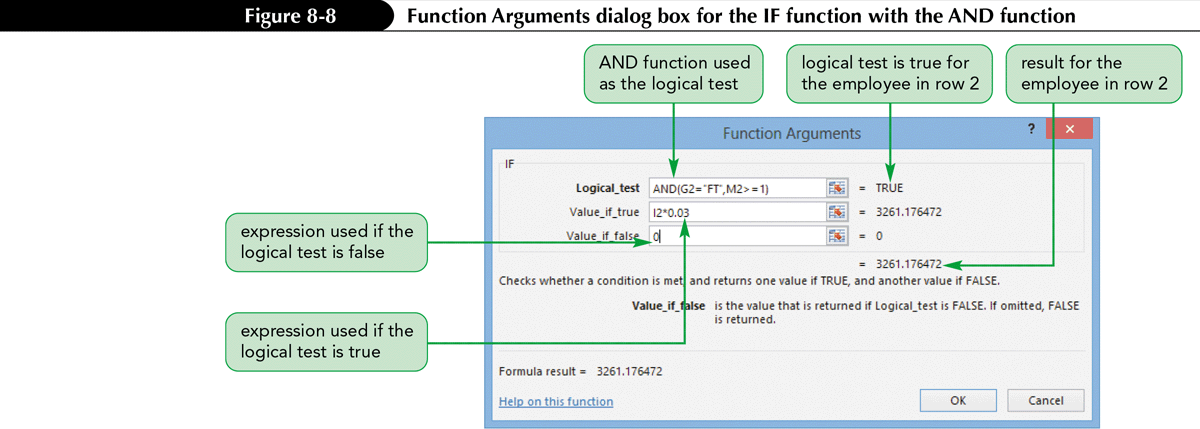 Figure 8-8
Function Arguments dialog box for the IF function with the AND function
AND function used
as the logical test
logical test is true for
the employee in row 2
result for the
employee in row 2
Function Arguments
?
IF
Logical_test AND(G2="FT",M2>=1) = TRUE
Value_if_true I2*0.03 = 3261.176472
Value_if_false 0 = 0
= 3261.176472
expression used if the
logical test is false
Checks whether a condition is met, and returns one value if TRUE, and another value if FALSE.
Value_if_false is the value that is returned if Logical_test is FALSE. If omitted, FALSE
is returned.
expression used if the
logical test is true
Formula result = 3261.176472
Help on this function
OK
Cancel